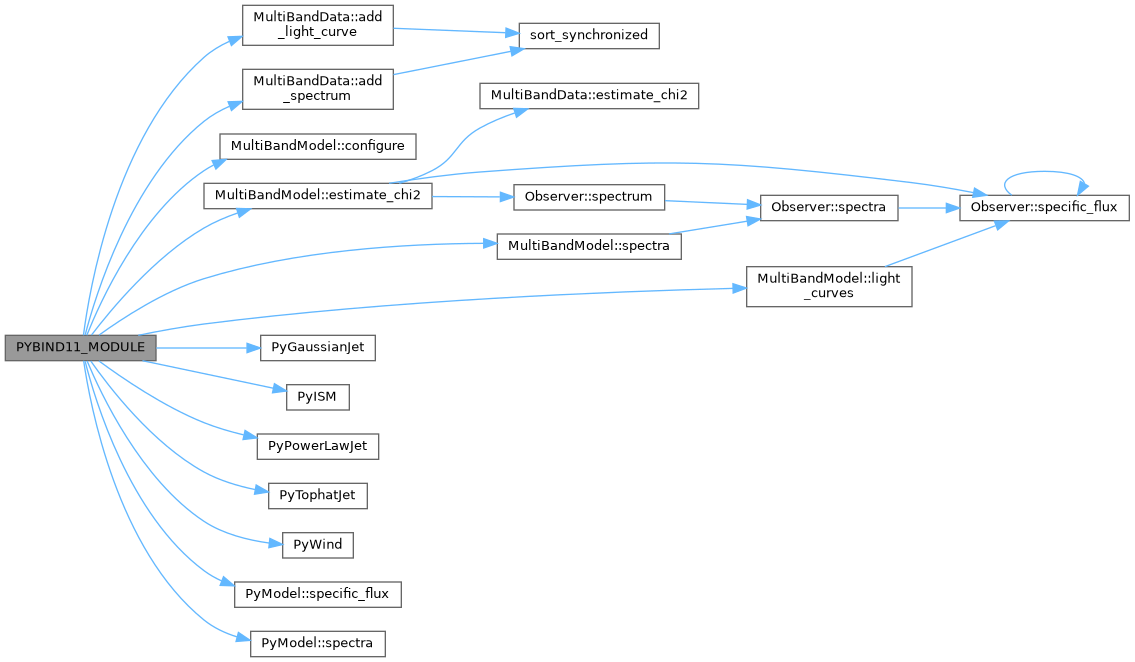 MultiBandData::add
_light_curve
sort_synchronized
MultiBandData::add
_spectrum
MultiBandData::estimate_chi2
MultiBandModel::configure
MultiBandModel::estimate_chi2
Observer::spectrum
Observer::spectra
Observer::specific_flux
MultiBandModel::spectra
MultiBandModel::light
_curves
PYBIND11_MODULE
PyGaussianJet
PyISM
PyPowerLawJet
PyTophatJet
PyWind
PyModel::specific_flux
PyModel::spectra